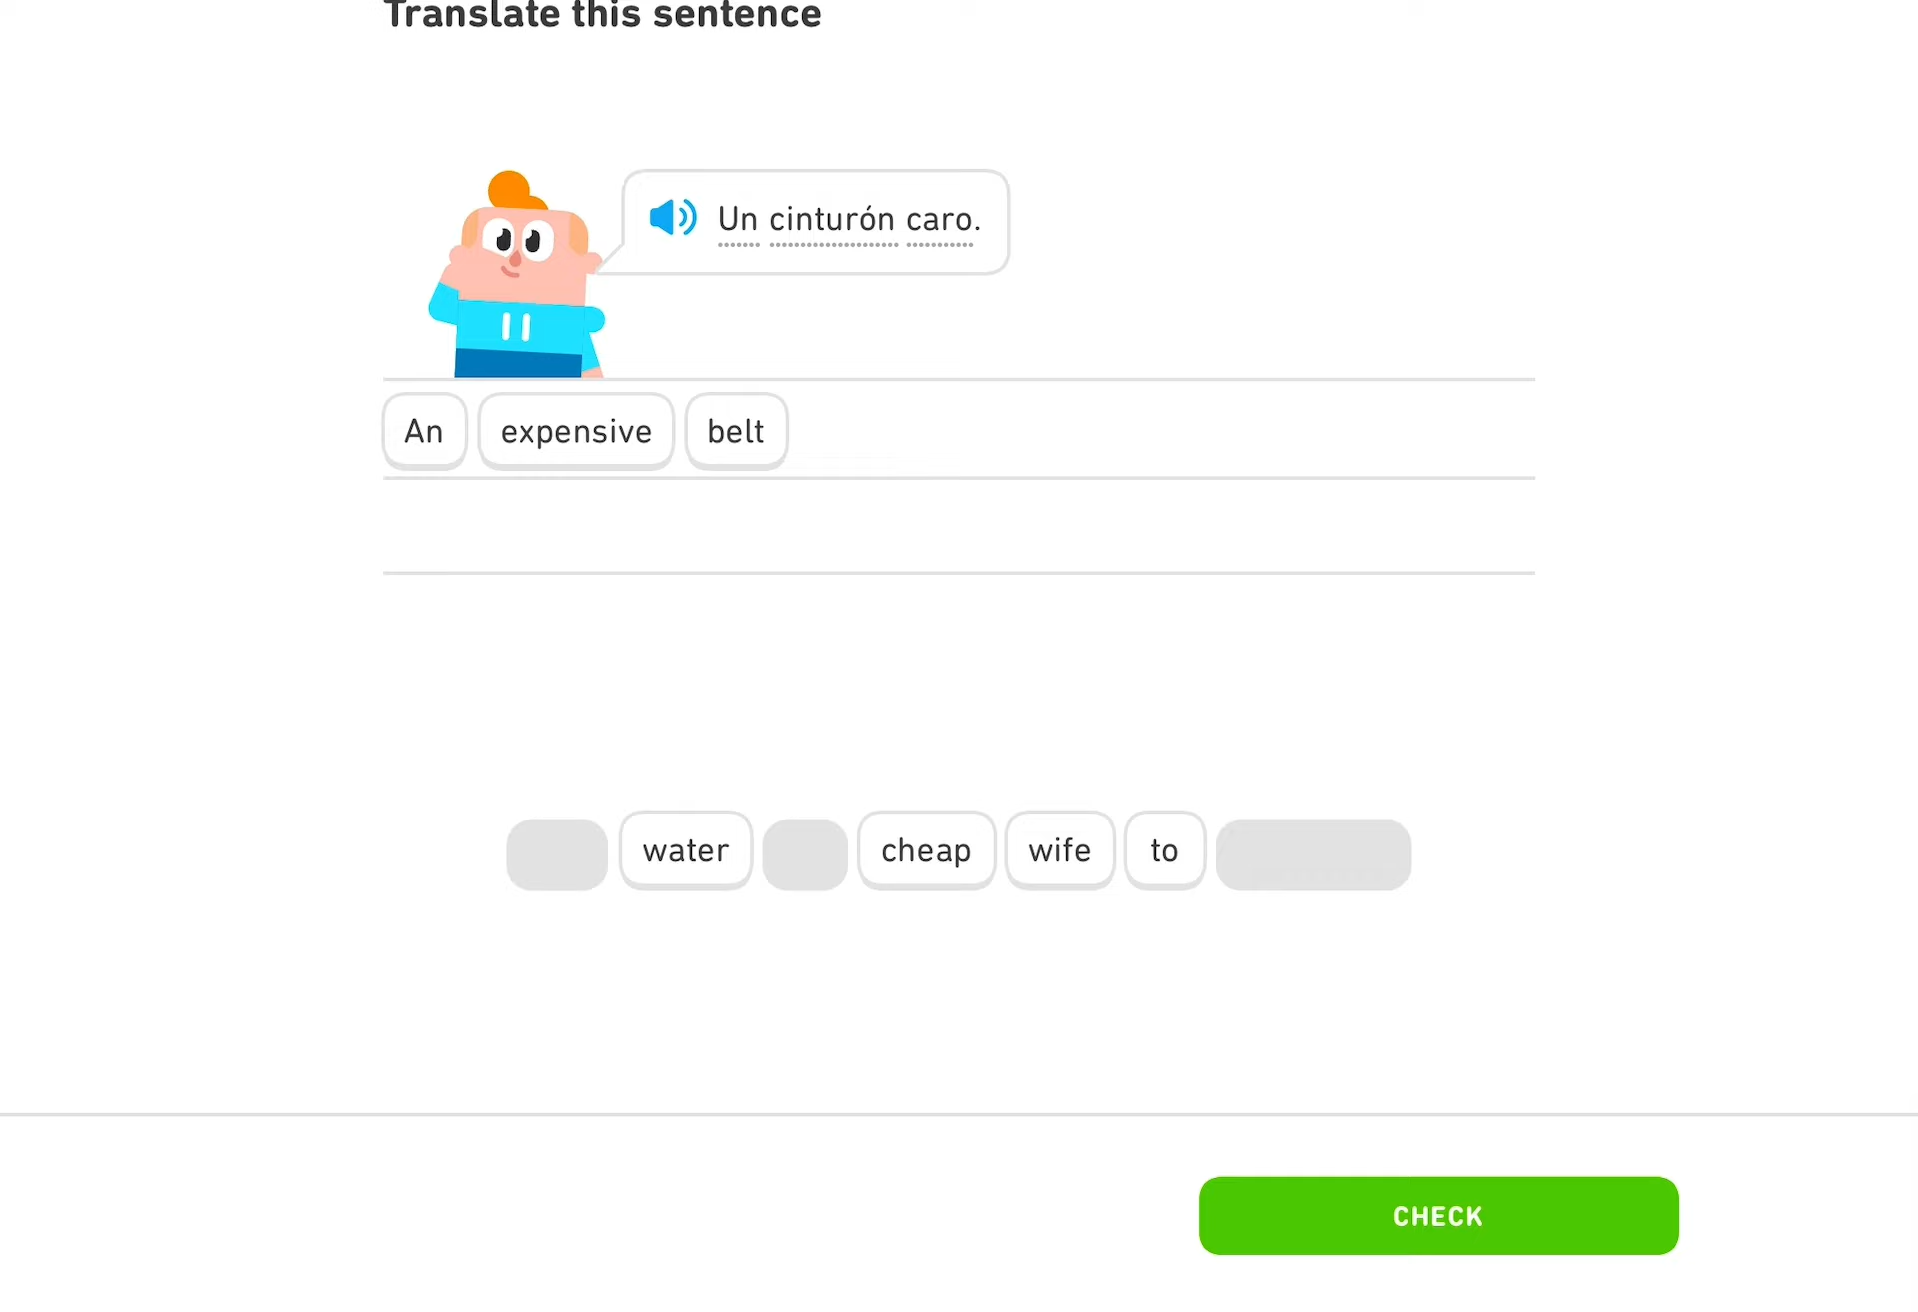 Translate this sentence
Un cinturón caro.
An expensive belt
water cheap wife to
CHECK